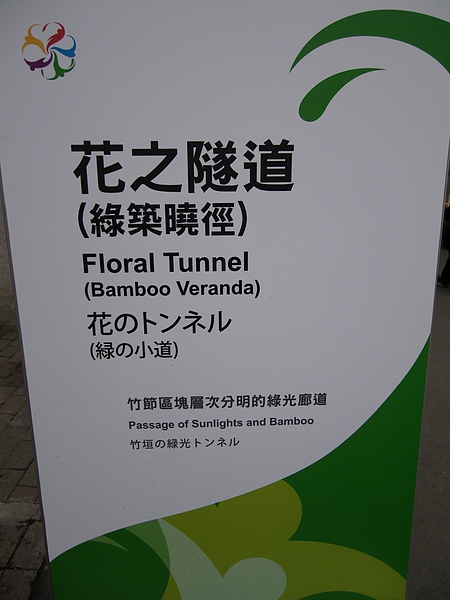 花之隧道
(綠築曉徑)
Floral Tunnel
(Bamboo Veranda)
花のトンネル
(緑の小道)
竹節區塊層次分明的綠光廊道
Passage of Sunlights and Bamboo
竹垣の緑光トンネル